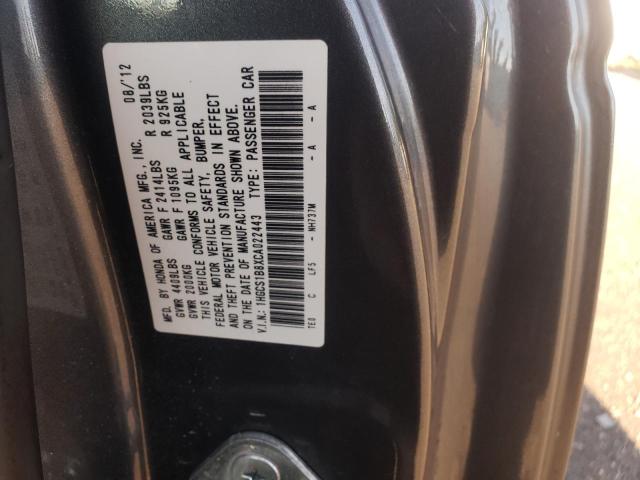 MFD. BY HONDA OF AMERICA MFG., INC. 08/'12
GVWR 4409LBS GAWR F 2414LBS R 2039LBS
GVWR 2000KG GAWR F 1095KG R 925KG
THIS VEHICLE CONFORMS TO ALL APPLICABLE
FEDERAL MOTOR VEHICLE SAFETY, BUMPER,
AND THEFT PREVENTION STANDARDS IN EFFECT
ON THE DATE OF MANUFACTURE SHOWN ABOVE.
V.I.N.: 1HGCS1B8XCA022443 TYPE: PASSENGER CAR
TE0 C LF5 - NH737M - A - A